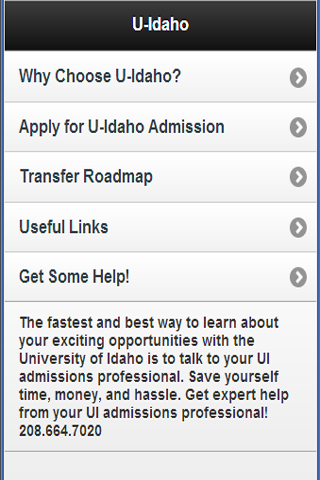 U-Idaho
Why Choose U-Idaho?
Apply for U-Idaho Admission
Transfer Roadmap
Useful Links
Get Some Help!
The fastest and best way to learn about
your exciting opportunities with the
University of Idaho is to talk to your UI
admissions professional. Save yourself
time, money, and hassle. Get expert help
from your UI admissions professional!
208.664.7020